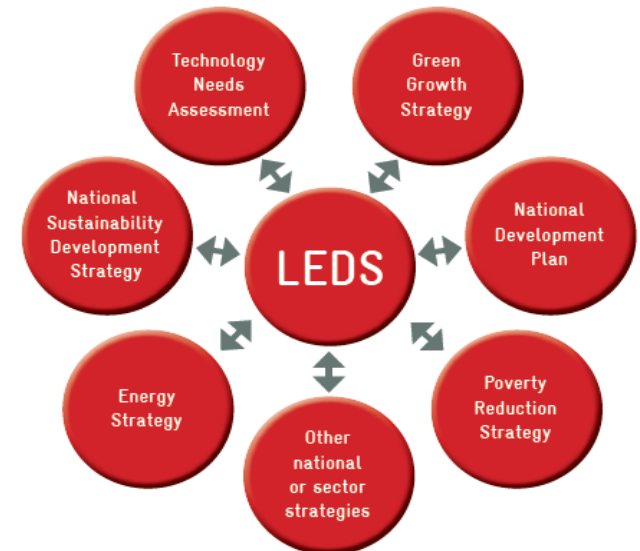 Technology
Needs
Assessment
Green
Growth
Strategy
National
Sustainability
Development
Strategy
LEDS
National
Development
Plan
Energy
Strategy
Poverty
Reduction
Strategy
Other
national
or sector
strategies